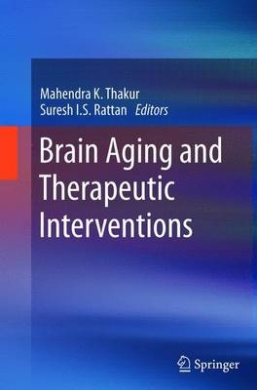 Mahendra K. Thakur
Suresh I.S. Rattan Editors
Brain Aging and
Therapeutic
Interventions
Springer